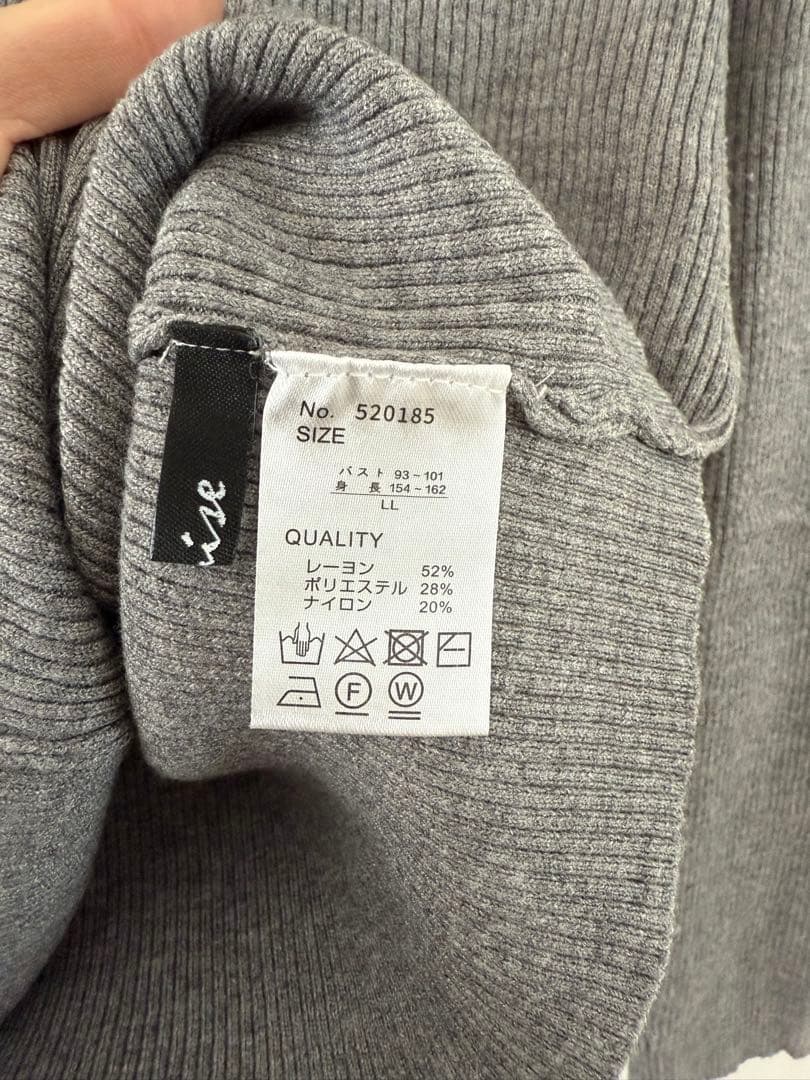 No. 520185
SIZE
バスト 93~101
身長 154~162
LL
QUALITY
レーヨン 52%
ポリエステル 28%
ナイロン 20%
F W